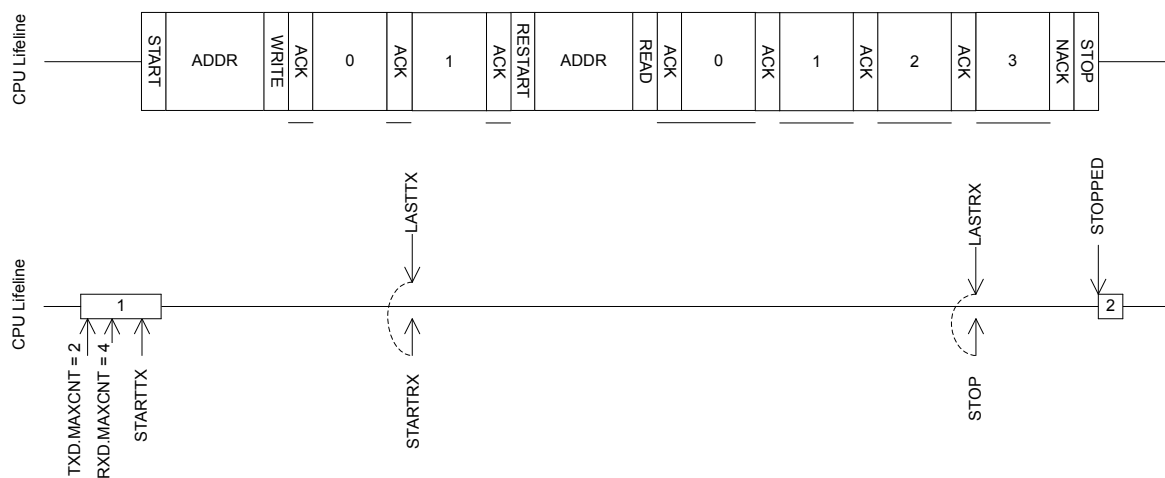 CPU Lifeline
START
ADDR
WRITE
ACK
0
ACK
1
ACK
RESTART
ADDR
READ
ACK
0
ACK
1
ACK
2
ACK
3
NACK
STOP
LASTTX
LASTRX
STOPPED
CPU Lifeline
1
2
TXD.MAXCNT = 2
RXD.MAXCNT = 4
STARTTX
STARTRX
STOP